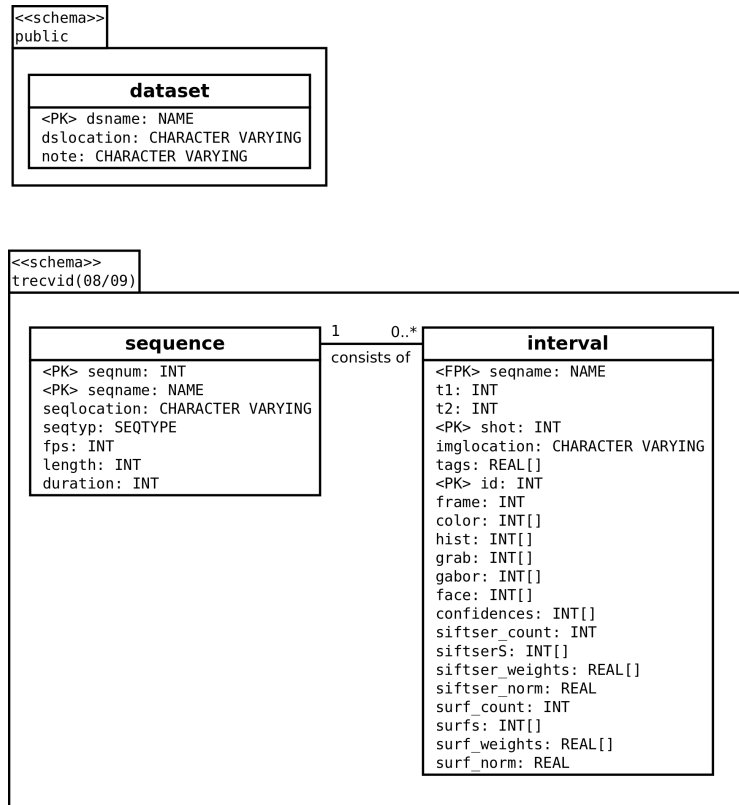 <<schema>>
public
dataset
<PK> dsname: NAME
dslocation: CHARACTER VARYING
note: CHARACTER VARYING
<<schema>>
trecvid(08/09)
sequence
<PK> seqnum: INT
<PK> seqname: NAME
seqlocation: CHARACTER VARYING
seqtyp: SEQTYPE
fps: INT
length: INT
duration: INT
1 0..*
consists of
interval
<FPK> seqname: NAME
t1: INT
t2: INT
<PK> shot: INT
imglocation: CHARACTER VARYING
tags: REAL[]
<PK> id: INT
frame: INT
color: INT[]
hist: INT[]
grab: INT[]
gabor: INT[]
face: INT[]
confidences: INT[]
siftser_count: INT
siftserS: INT[]
siftser_weights: REAL[]
siftser_norm: REAL
surf_count: INT
surfs: INT[]
surf_weights: REAL[]
surf_norm: REAL